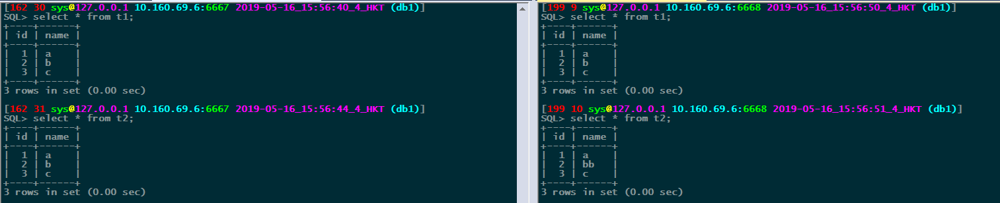 [162 30 sys@127.0.0.1 10.160.69.6:6667 2019-05-16_15:56:40_4_HKT (db1)]
SQL> select * from t1;
+----+------+
| id | name |
+----+------+
|  1 | a    |
|  2 | b    |
|  3 | c    |
+----+------+
3 rows in set (0.00 sec)
[162 31 sys@127.0.0.1 10.160.69.6:6667 2019-05-16_15:56:44_4_HKT (db1)]
SQL> select * from t2;
+----+------+
| id | name |
+----+------+
|  1 | a    |
|  2 | b    |
|  3 | c    |
+----+------+
3 rows in set (0.00 sec)
[199 9 sys@127.0.0.1 10.160.69.6:6668 2019-05-16_15:56:50_4_HKT (db1)]
SQL> select * from t1;
+----+------+
| id | name |
+----+------+
|  1 | a    |
|  2 | b    |
|  3 | c    |
+----+------+
3 rows in set (0.00 sec)
[199 10 sys@127.0.0.1 10.160.69.6:6668 2019-05-16_15:56:51_4_HKT (db1)]
SQL> select * from t2;
+----+------+
| id | name |
+----+------+
|  1 | a    |
|  2 | bb   |
|  3 | c    |
+----+------+
3 rows in set (0.00 sec)